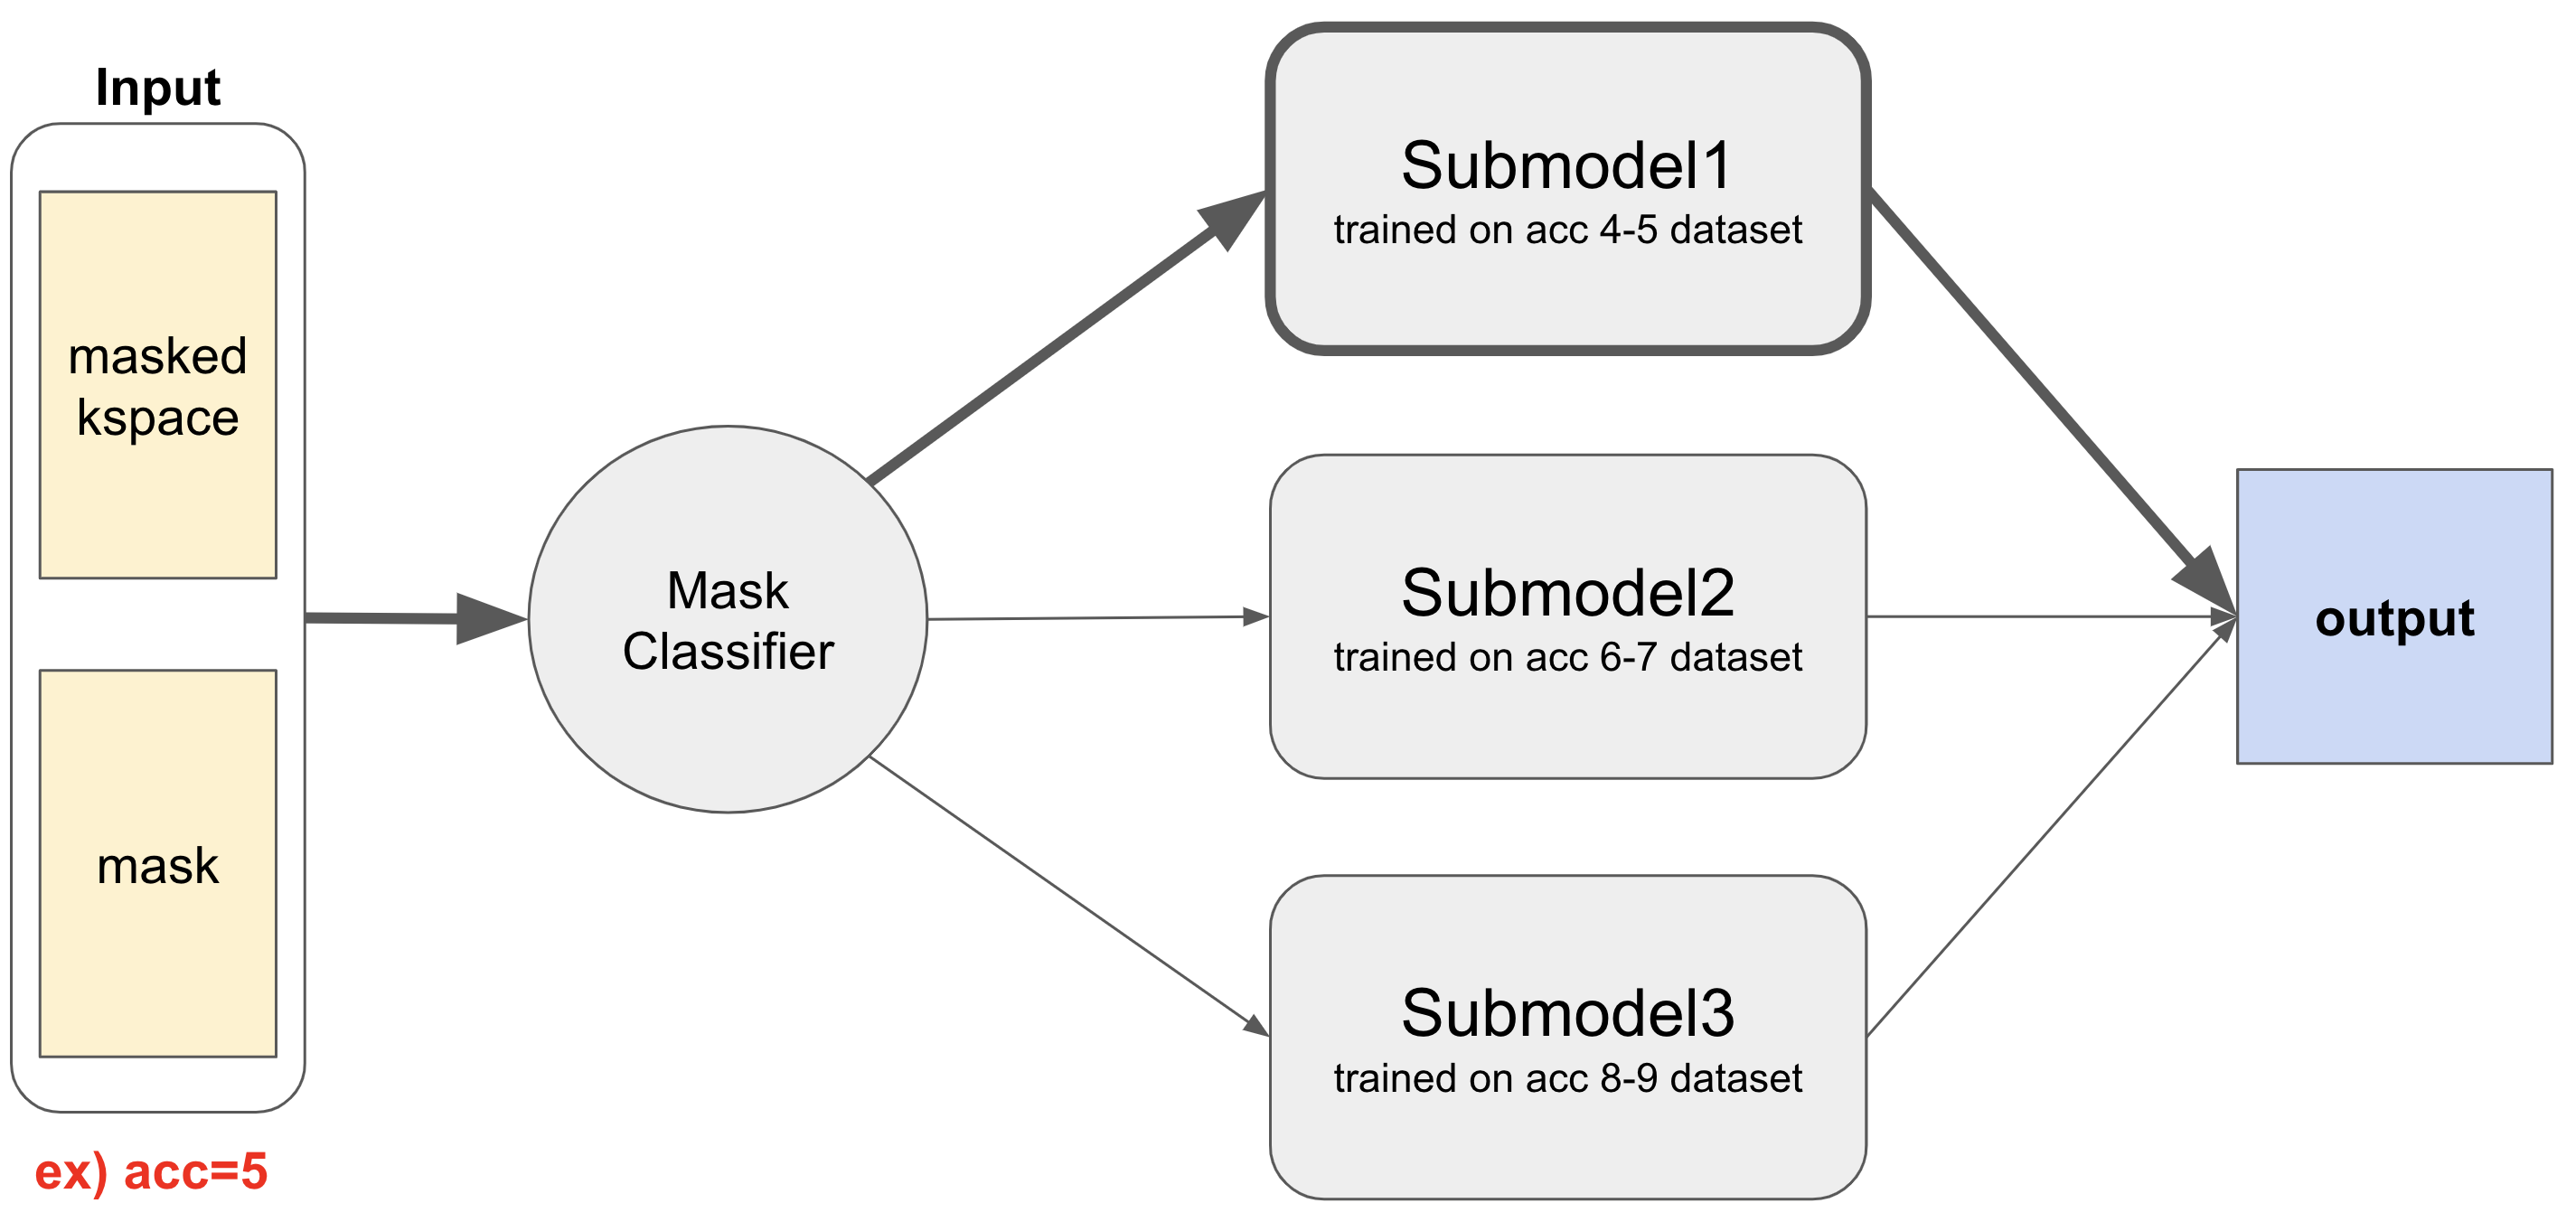 Input
masked
kspace
mask
ex) acc=5
Mask
Classifier
Submodel1
trained on acc 4-5 dataset
Submodel2
trained on acc 6-7 dataset
Submodel3
trained on acc 8-9 dataset
output